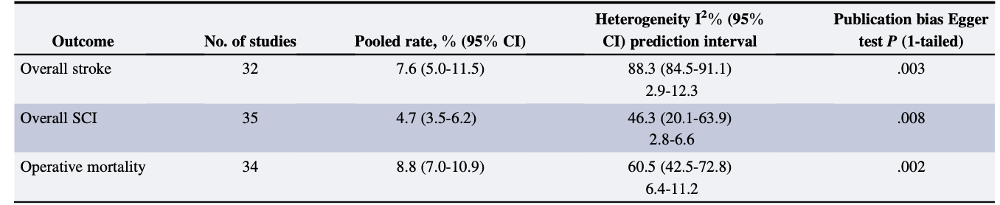 Outcome No. of studies Pooled rate, % (95% CI) Heterogeneity I²% (95% CI) prediction interval Publication bias Egger test P (1-tailed)
Overall stroke 32 7.6 (5.0-11.5) 88.3 (84.5-91.1) .003
2.9-12.3
Overall SCI 35 4.7 (3.5-6.2) 46.3 (20.1-63.9) .008
2.8-6.6
Operative mortality 34 8.8 (7.0-10.9) 60.5 (42.5-72.8) .002
6.4-11.2